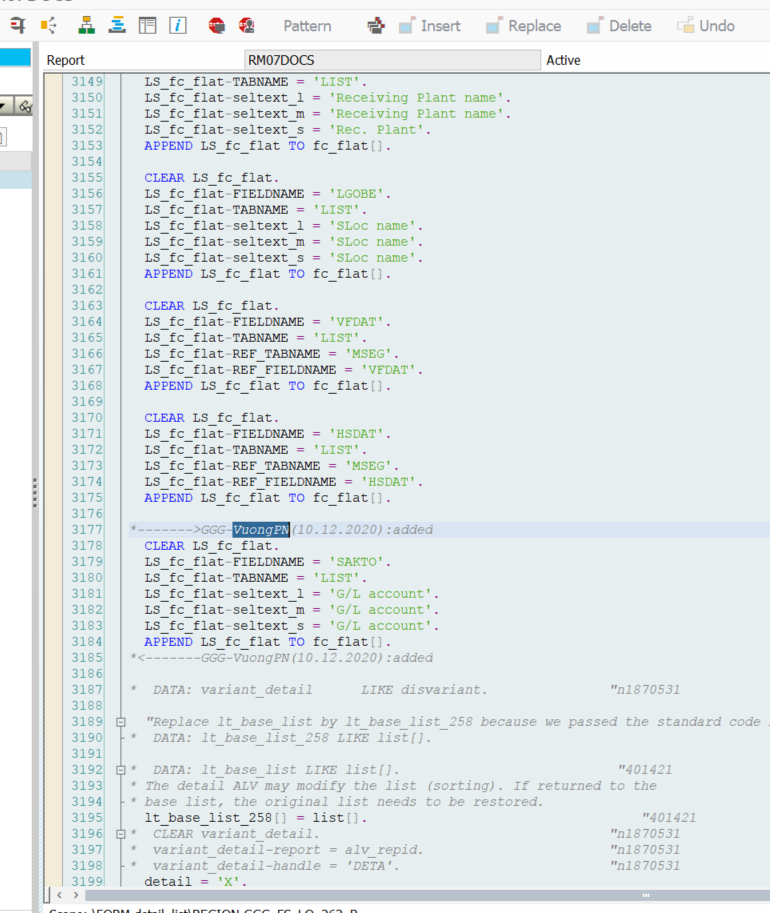 Pattern Insert Replace Delete Undo
Report RM07DOCS Active
3149 LS_fc_flat-TABNAME = 'LIST'.
3150 LS_fc_flat-seltext_l = 'Receiving Plant name'.
3151 LS_fc_flat-seltext_m = 'Receiving Plant name'.
3152 LS_fc_flat-seltext_s = 'Rec. Plant'.
3153 APPEND LS_fc_flat TO fc_flat[].
3154
3155 CLEAR LS_fc_flat.
3156 LS_fc_flat-FIELDNAME = 'LGOBE'.
3157 LS_fc_flat-TABNAME = 'LIST'.
3158 LS_fc_flat-seltext_l = 'SLoc name'.
3159 LS_fc_flat-seltext_m = 'SLoc name'.
3160 LS_fc_flat-seltext_s = 'SLoc name'.
3161 APPEND LS_fc_flat TO fc_flat[].
3162
3163 CLEAR LS_fc_flat.
3164 LS_fc_flat-FIELDNAME = 'VFDAT'.
3165 LS_fc_flat-TABNAME = 'LIST'.
3166 LS_fc_flat-REF_TABNAME = 'MSEG'.
3167 LS_fc_flat-REF_FIELDNAME = 'VFDAT'.
3168 APPEND LS_fc_flat TO fc_flat[].
3169
3170 CLEAR LS_fc_flat.
3171 LS_fc_flat-FIELDNAME = 'HSDAT'.
3172 LS_fc_flat-TABNAME = 'LIST'.
3173 LS_fc_flat-REF_TABNAME = 'MSEG'.
3174 LS_fc_flat-REF_FIELDNAME = 'HSDAT'.
3175 APPEND LS_fc_flat TO fc_flat[].
3176
3177 *------->GGG-VuongPN(10.12.2020):added
3178 CLEAR LS_fc_flat.
3179 LS_fc_flat-FIELDNAME = 'SAKTO'.
3180 LS_fc_flat-TABNAME = 'LIST'.
3181 LS_fc_flat-seltext_l = 'G/L account'.
3182 LS_fc_flat-seltext_m = 'G/L account'.
3183 LS_fc_flat-seltext_s = 'G/L account'.
3184 APPEND LS_fc_flat TO fc_flat[].
3185 *<-------GGG-VuongPN(10.12.2020):added
3186
3187 * DATA: variant_detail LIKE disvariant. "n1870531
3188
3189 "Replace lt_base_list by lt_base_list_258 because we passed the standard code
3190 * DATA: lt_base_list_258 LIKE list[].
3191
3192 * DATA: lt_base_list LIKE list[]. "401421
3193 * The detail ALV may modify the list (sorting). If returned to the
3194 * base list, the original list needs to be restored.
3195 lt_base_list_258[] = list[]. "401421
3196 * CLEAR variant_detail. "n1870531
3197 * variant_detail-report = alv_repid. "n1870531
3198 * variant_detail-handle = 'DETA'. "n1870531
3199 detail = 'X'.